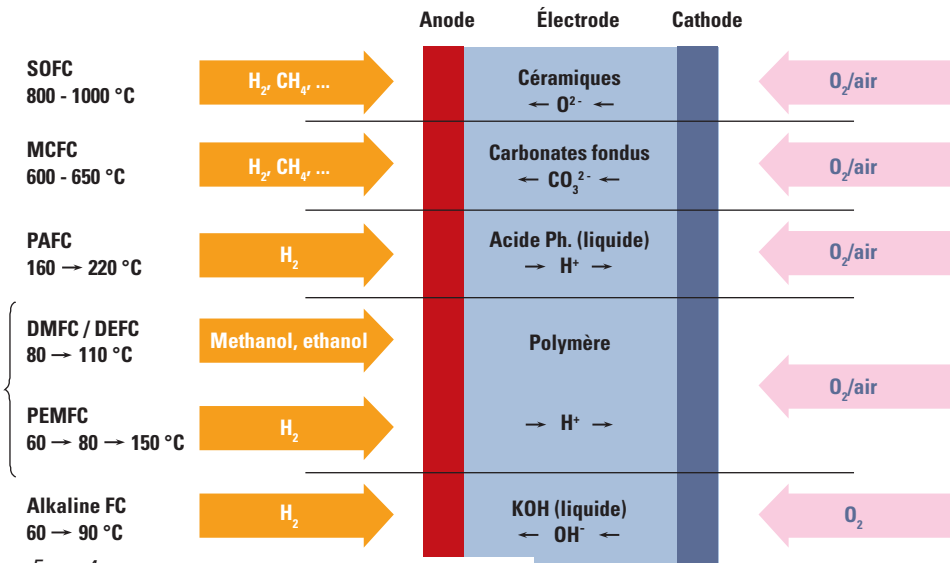 Anode Électrode Cathode
SOFC
800 - 1000 °C
H₂, CH₄, ...
Céramiques
← O²⁻ ←
O₂/air
MCFC
600 - 650 °C
H₂, CH₄, ...
Carbonates fondus
← CO₃²⁻ ←
O₂/air
PAFC
160 → 220 °C
H₂
Acide Ph. (liquide)
→ H⁺ →
O₂/air
DMFC / DEFC
80 → 110 °C
Methanol, ethanol
Polymère
O₂/air
PEMFC
60 → 80 → 150 °C
H₂
→ H⁺ →
Alkaline FC
60 → 90 °C
H₂
KOH (liquide)
← OH⁻ ←
O₂